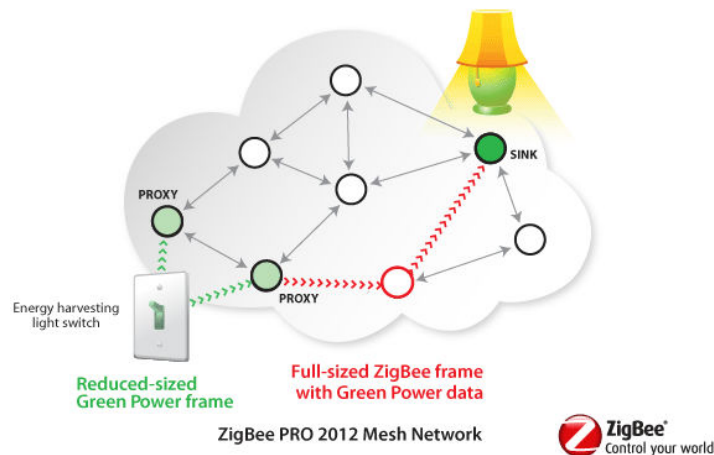 SINK
PROXY
PROXY
Energy harvesting
light switch
Reduced-sized
Green Power frame
Full-sized ZigBee frame
with Green Power data
ZigBee PRO 2012 Mesh Network
ZigBee®
Control your world